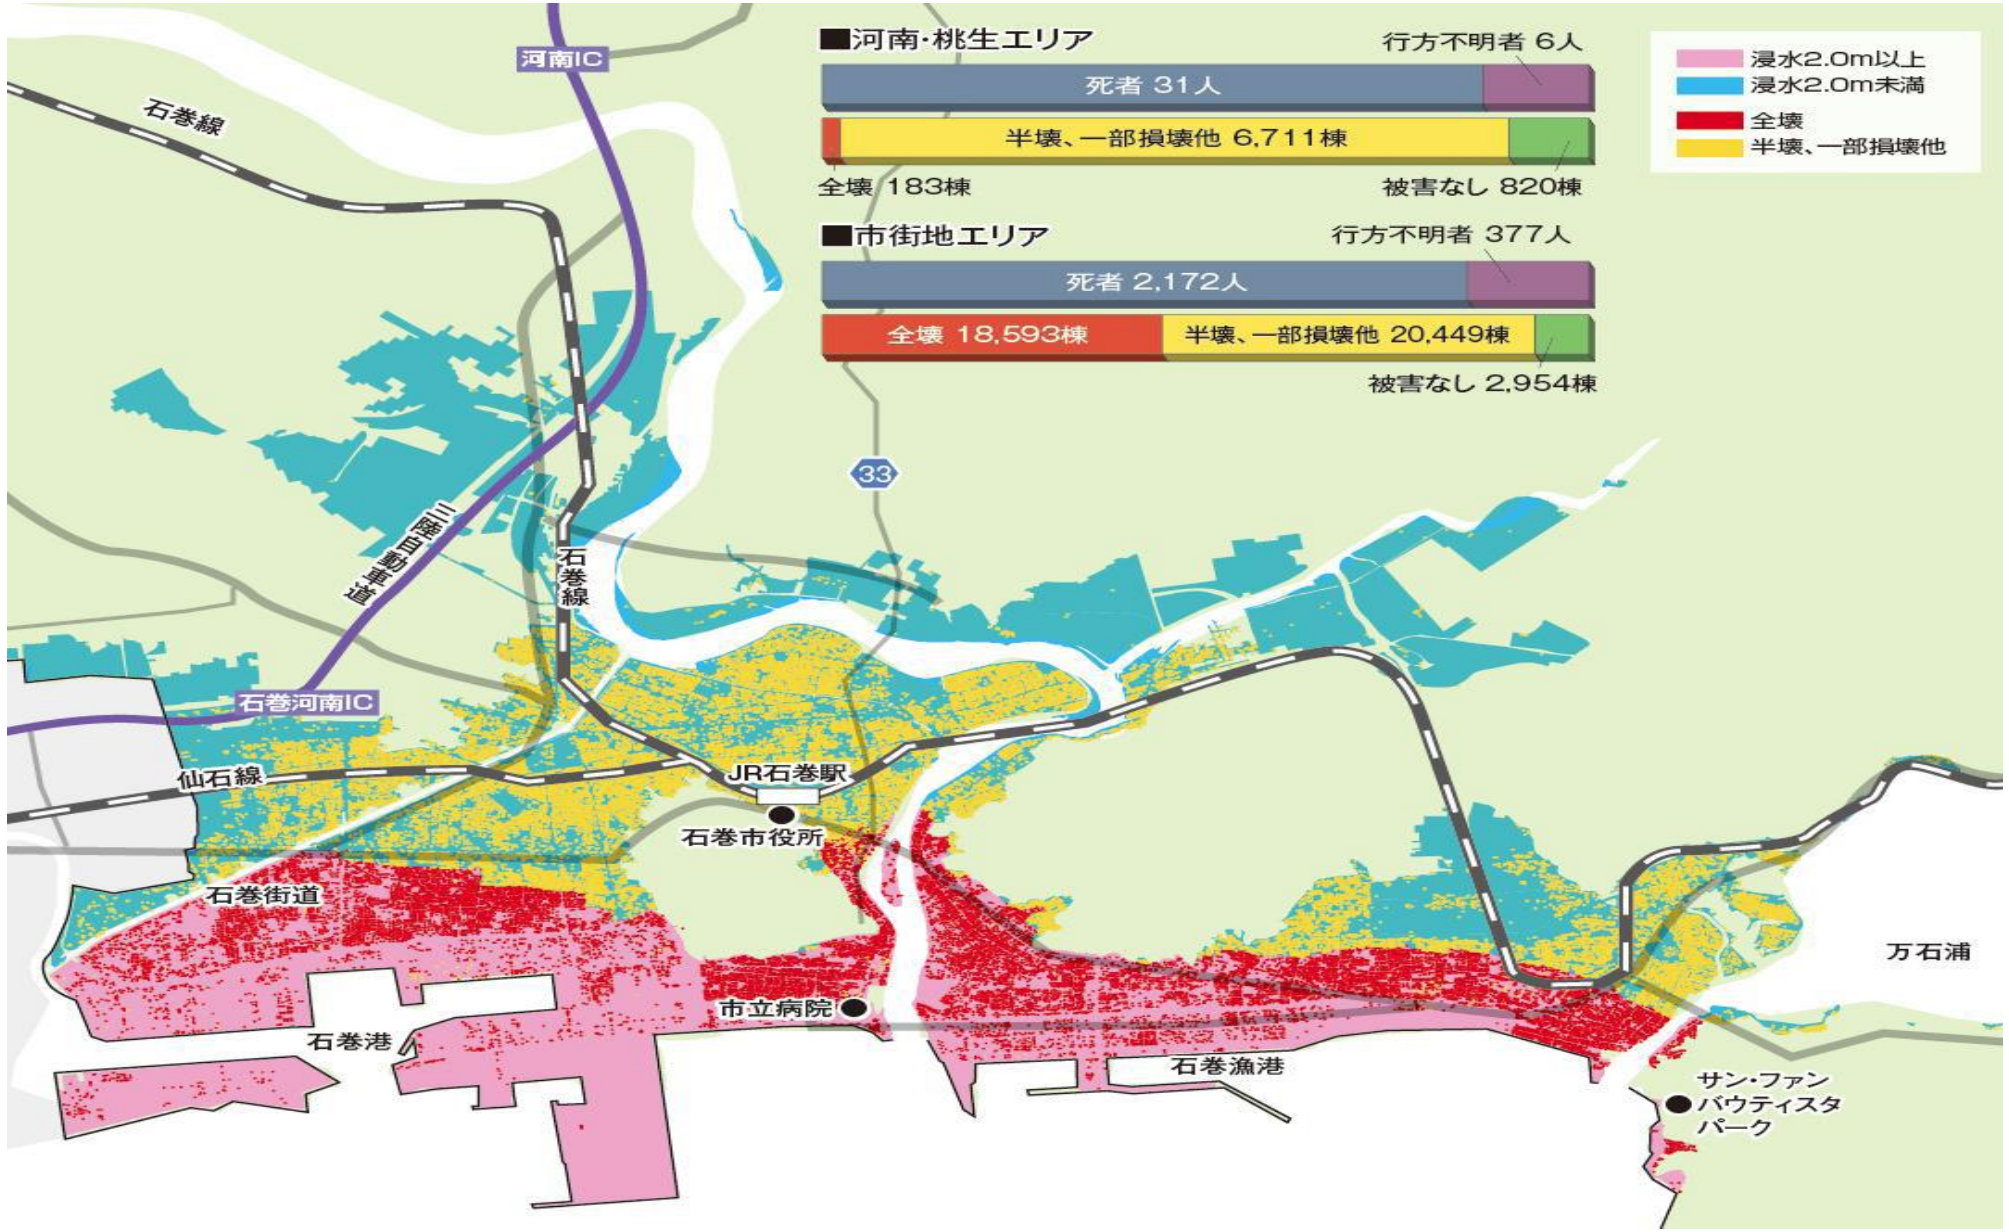 ■河南・桃生エリア
行方不明者 6人
死者 31人
半壊、一部損壊他 6,711棟
全壊 183棟
被害なし 820棟
■市街地エリア
行方不明者 377人
死者 2,172人
全壊 18,593棟
半壊、一部損壊他 20,449棟
被害なし 2,954棟
浸水2.0m以上
浸水2.0m未満
全壊
半壊、一部損壊他
河南IC
石巻線
33
三陸自動車道
石巻線
石巻河南IC
仙石線
JR石巻駅
石巻市役所
石巻街道
市立病院
石巻港
石巻漁港
万石浦
サン・ファン
バウティスタ
パーク